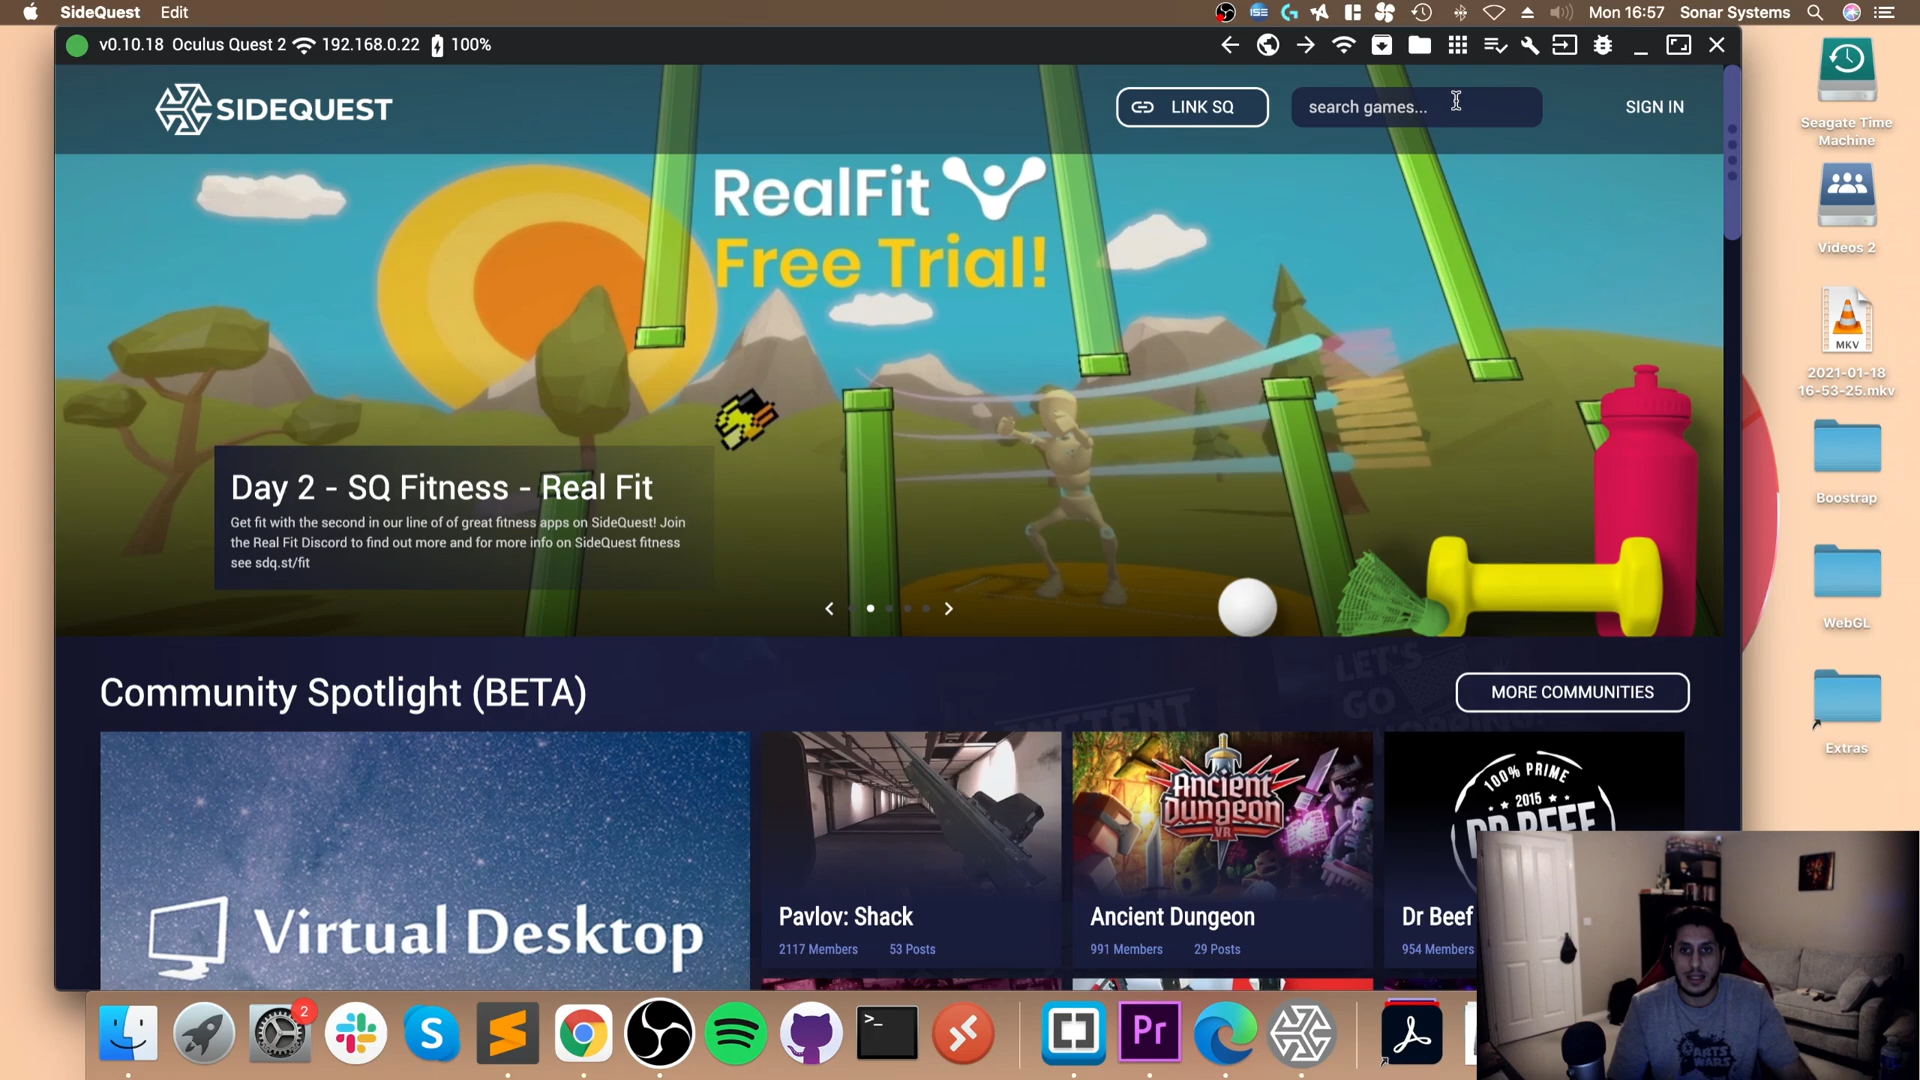 SideQuest Edit
Mon 16:57 Sonar Systems
v0.10.18 Oculus Quest 2 192.168.0.22 100%
SIDEQUEST
LINK SQ
search games...
SIGN IN
RealFit
Free Trial!
Day 2 - SQ Fitness - Real Fit
Get fit with the second in our line of of great fitness apps on SideQuest! Join
the Real Fit Discord to find out more and for more info on SideQuest fitness
see sdq.st/fit
Community Spotlight (BETA)
MORE COMMUNITIES
LET'S
GO
Virtual Desktop
Pavlov: Shack
2117 Members 53 Posts
Ancient
Dungeon
VR
Ancient Dungeon
991 Members 29 Posts
100% PRIME
2015
DR BEEF
Dr Beef
954 Members
Seagate Time
Machine
Videos 2
MKV
2021-01-18
16-53-25.mkv
Boostrap
WebGL
Extras
2
S
>_
Pr